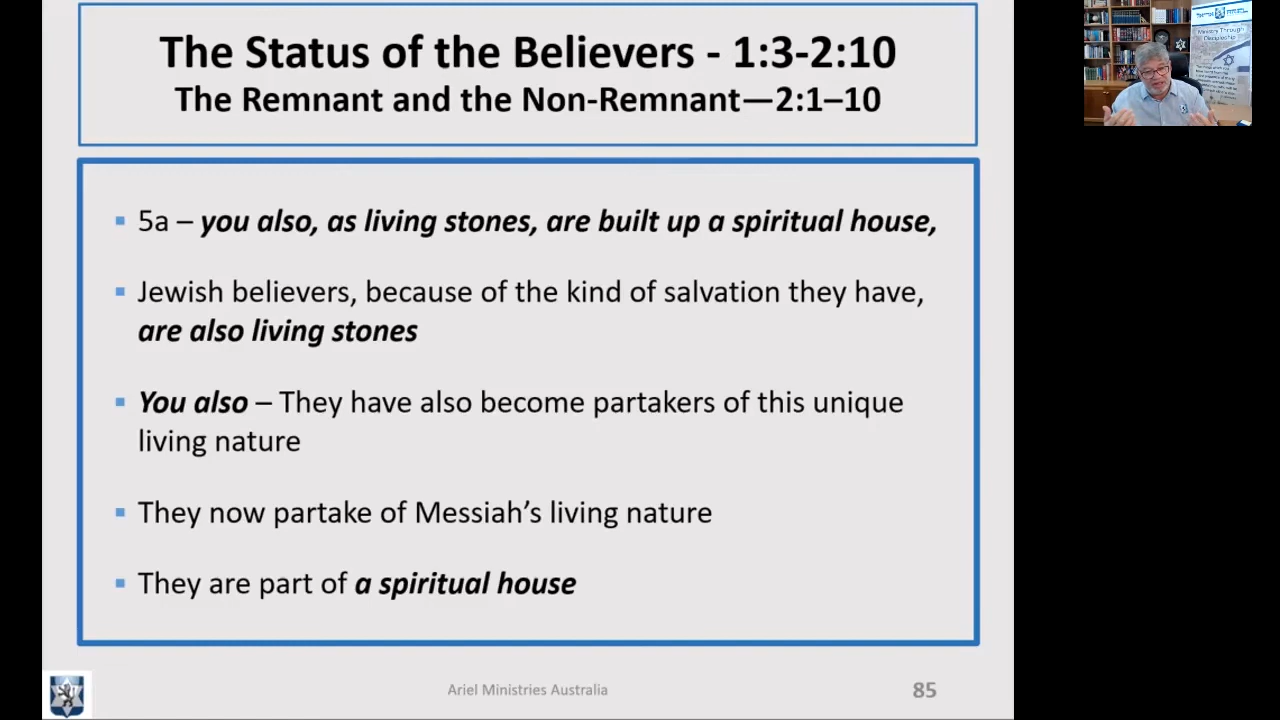 The Status of the Believers - 1:3-2:10
The Remnant and the Non-Remnant—2:1–10
▪ 5a – you also, as living stones, are built up a spiritual house,
▪ Jewish believers, because of the kind of salvation they have,
are also living stones
▪ You also – They have also become partakers of this unique
living nature
▪ They now partake of Messiah’s living nature
▪ They are part of a spiritual house
Ariel Ministries Australia
85
Ministry Through
Discipleship